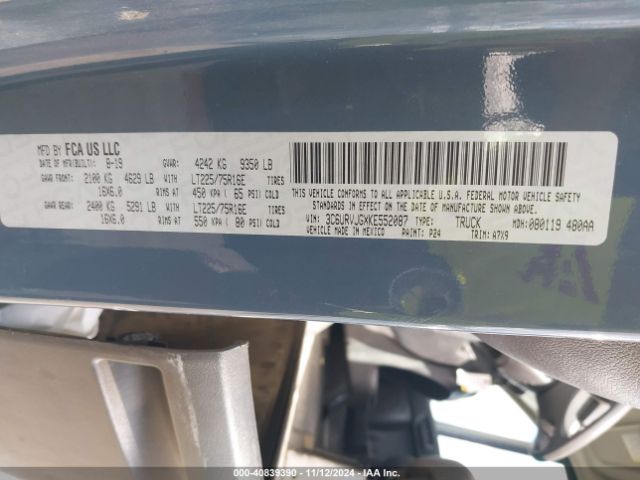 MFD BY FCA US LLC
DATE OF MFR(BUILT): 8-19 GVWR: 4242 KG 9350 LB
GAWR FRONT: 2100 KG 4629 LB WITH LT225/75R16E TIRES
16X6.0 RIMS AT 450 KPA( 65 PSI) COLD
GAWR REAR: 2400 KG 5291 LB WITH LT225/75R16E TIRES
16X6.0 RIMS AT 550 KPA( 80 PSI) COLD
THIS VEHICLE CONFORMS TO ALL APPLICABLE U.S.A. FEDERAL MOTOR VEHICLE SAFETY
STANDARDS IN EFFECT ON THE DATE OF MANUFACTURE SHOWN ABOVE.
VIN: 3C6URVJGXKE552087 TYPE: TRUCK MDH: 080119 480AA
VEHICLE MADE IN MEXICO PAINT: P24 TRIM: A7X9
000-40839390 - 11/12/2024 - IAA Inc.